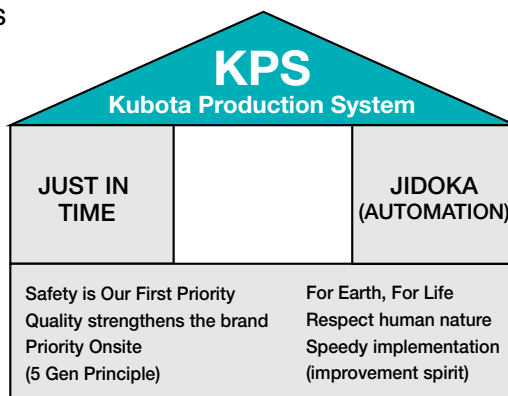 s
KPS
Kubota Production System
JUST IN
TIME
JIDOKA
(AUTOMATION)
Safety is Our First Priority
Quality strengthens the brand
Priority Onsite
(5 Gen Principle)
For Earth, For Life
Respect human nature
Speedy implementation
(improvement spirit)